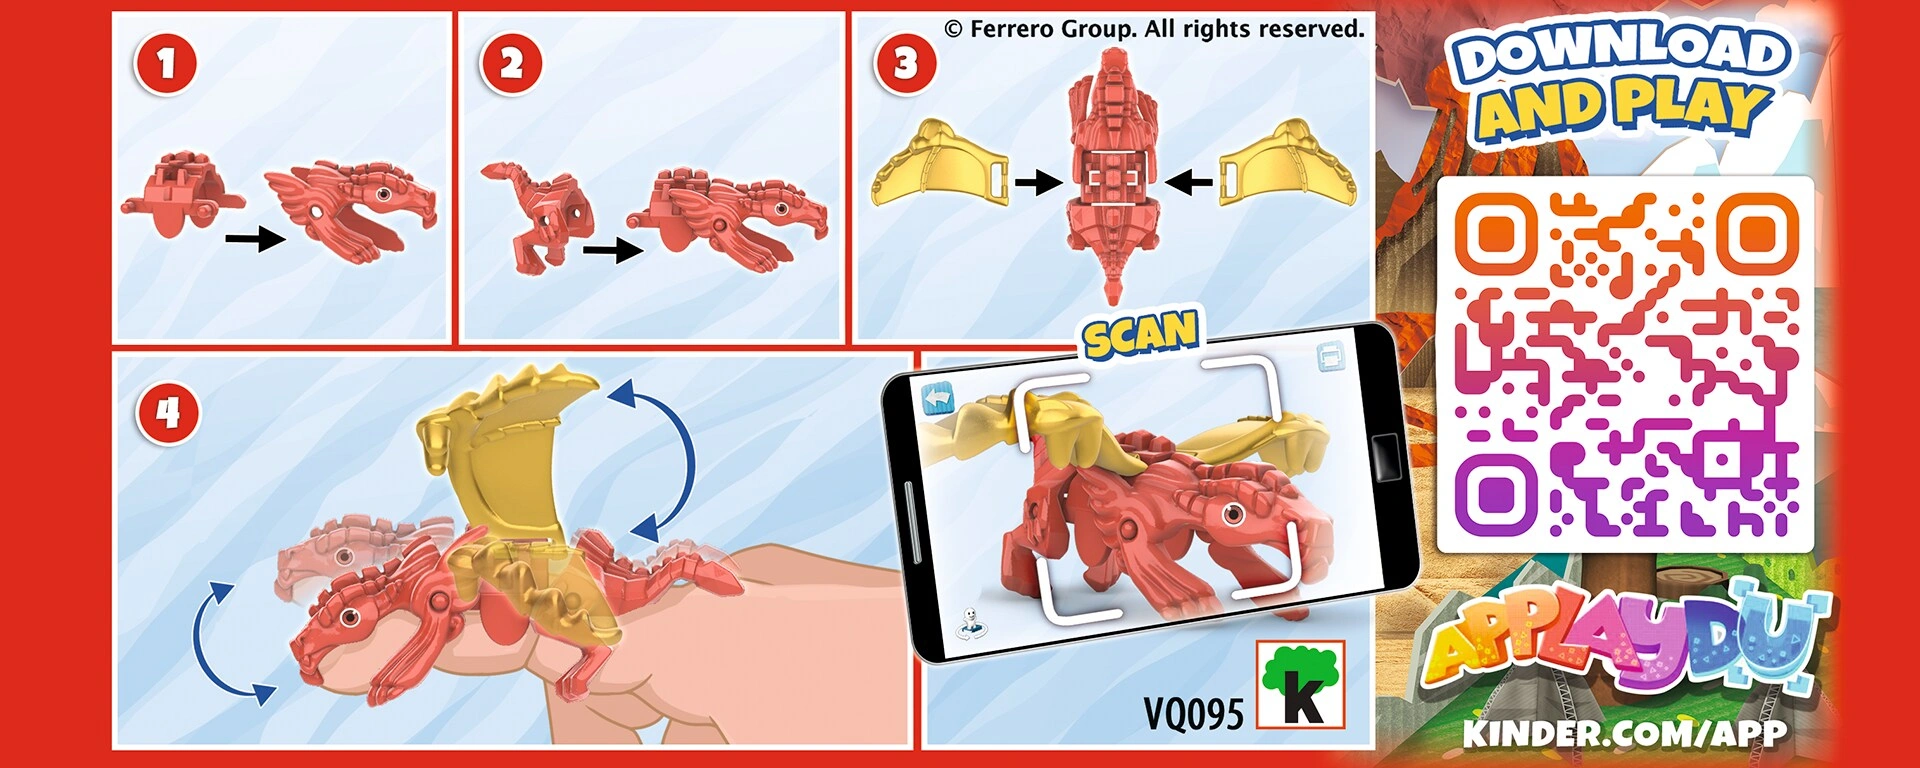 © Ferrero Group. All rights reserved.
1
2
3
4
SCAN
VQ095
k
DOWNLOAD
AND PLAY
APPLAYDU
KINDER.COM/APP